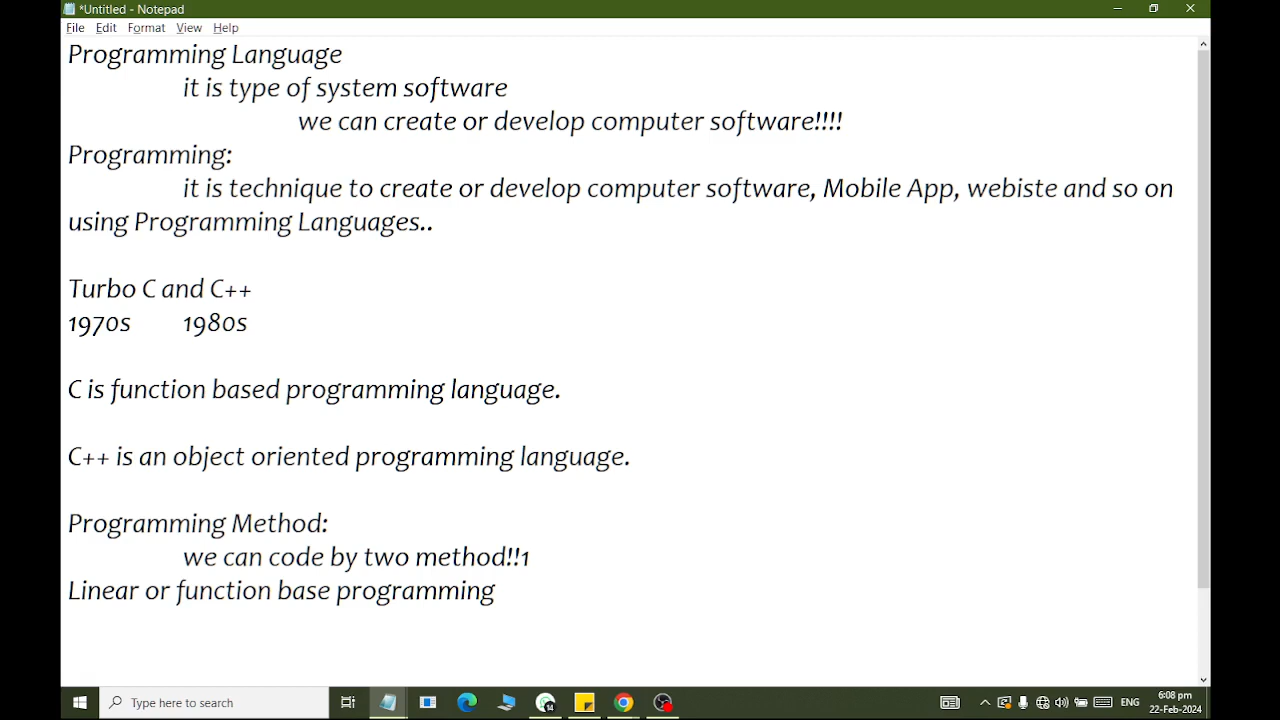 *Untitled - Notepad
File Edit Format View Help
Programming Language
it is type of system software
we can create or develop computer software!!!!
Programming:
it is technique to create or develop computer software, Mobile App, webiste and so on
using Programming Languages..
Turbo C and C++
1970s 1980s
C is function based programming language.
C++ is an object oriented programming language.
Programming Method:
we can code by two method!!1
Linear or function base programming
Type here to search
14
ENG
6:08 pm
22-Feb-2024